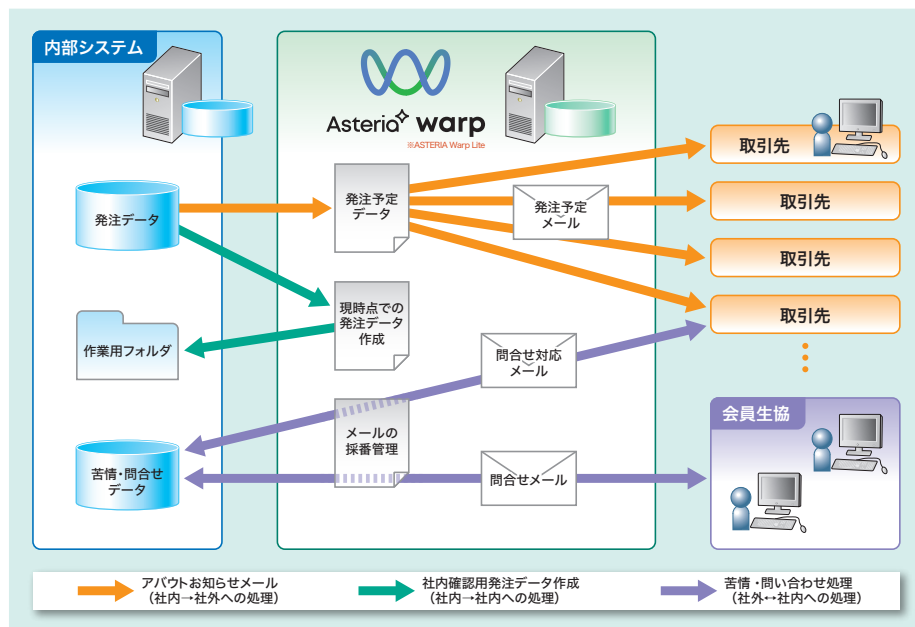 内部システム
Asteria warp
※ASTERIA Warp Lite
取引先
発注データ
発注予定
データ
発注予定
メール
取引先
取引先
現時点での
発注データ
作成
取引先
作業用フォルダ
問合せ対応
メール
会員生協
メールの
採番管理
苦情・問合せ
データ
問合せメール
アバウトお知らせメール
(社内→社外への処理)
社内確認用発注データ作成
(社内→社内への処理)
苦情・問い合わせ処理
(社外↔社内への処理)